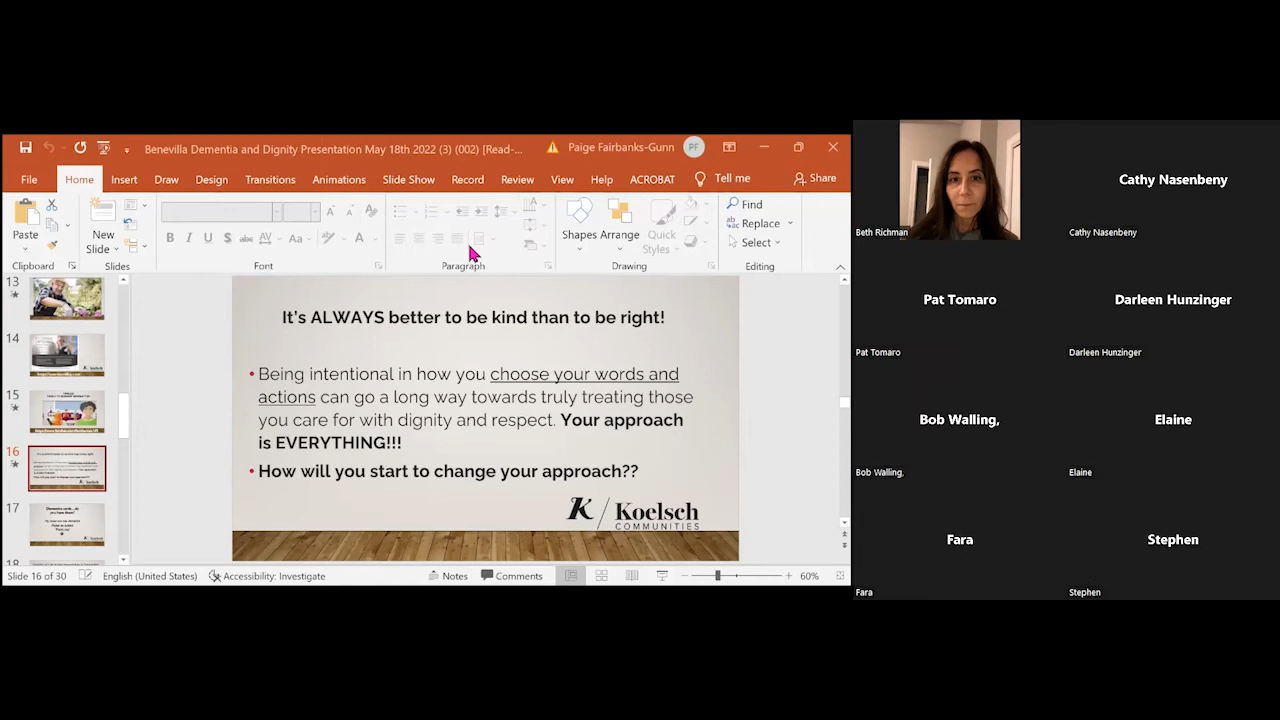 Benevilla Dementia and Dignity Presentation May 18th 2022 (3) (002) [Read-...
Paige Fairbanks-Gunn
PF
File Home Insert Draw Design Transitions Animations Slide Show Record Review View Help ACROBAT Tell me Share
Paste
New
Slide
B I U S abc AV Aa A
Shapes Arrange Quick
Styles
Find
Replace
Select
Clipboard Slides Font Paragraph Drawing Editing
13
14
15
16
17
18
It's ALWAYS better to be kind than to be right!
• Being intentional in how you choose your words and
actions can go a long way towards truly treating those
you care for with dignity and respect. Your approach
is EVERYTHING!!!
• How will you start to change your approach??
K / Koelsch
COMMUNITIES
Slide 16 of 30 English (United States) Accessibility: Investigate Notes Comments 60%
Beth Richman
Cathy Nasenbeny
Cathy Nasenbeny
Pat Tomaro
Pat Tomaro
Darleen Hunzinger
Darleen Hunzinger
Bob Walling,
Bob Walling,
Elaine
Elaine
Fara
Fara
Stephen
Stephen